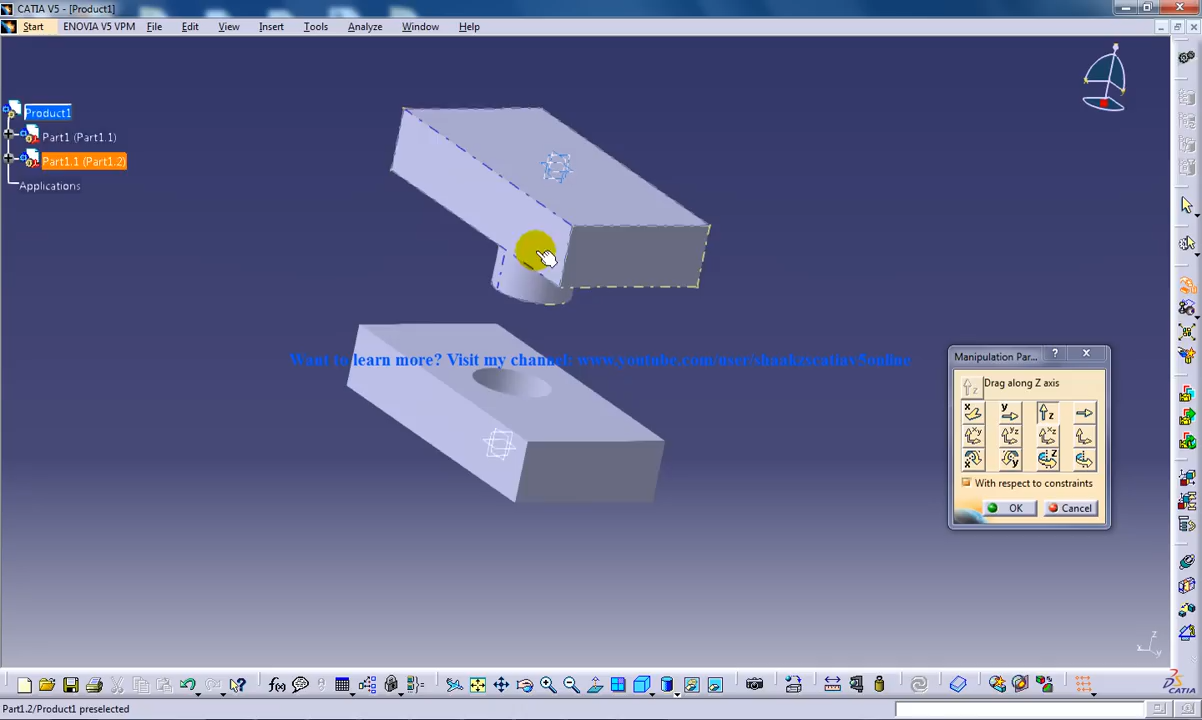 CATIA V5 - [Product1]
Start ENOVIA V5 VPM File Edit View Insert Tools Analyze Window Help
Product1
Part1 (Part1.1)
Part1.1 (Part1.2)
Applications
Want to learn more? Visit my channel: www.youtube.com/user/shaakzscatiav5online
Manipulation Par... ?
Drag along Z axis
With respect to constraints
OK Cancel
CATIA
Part1.2/Product1 preselected